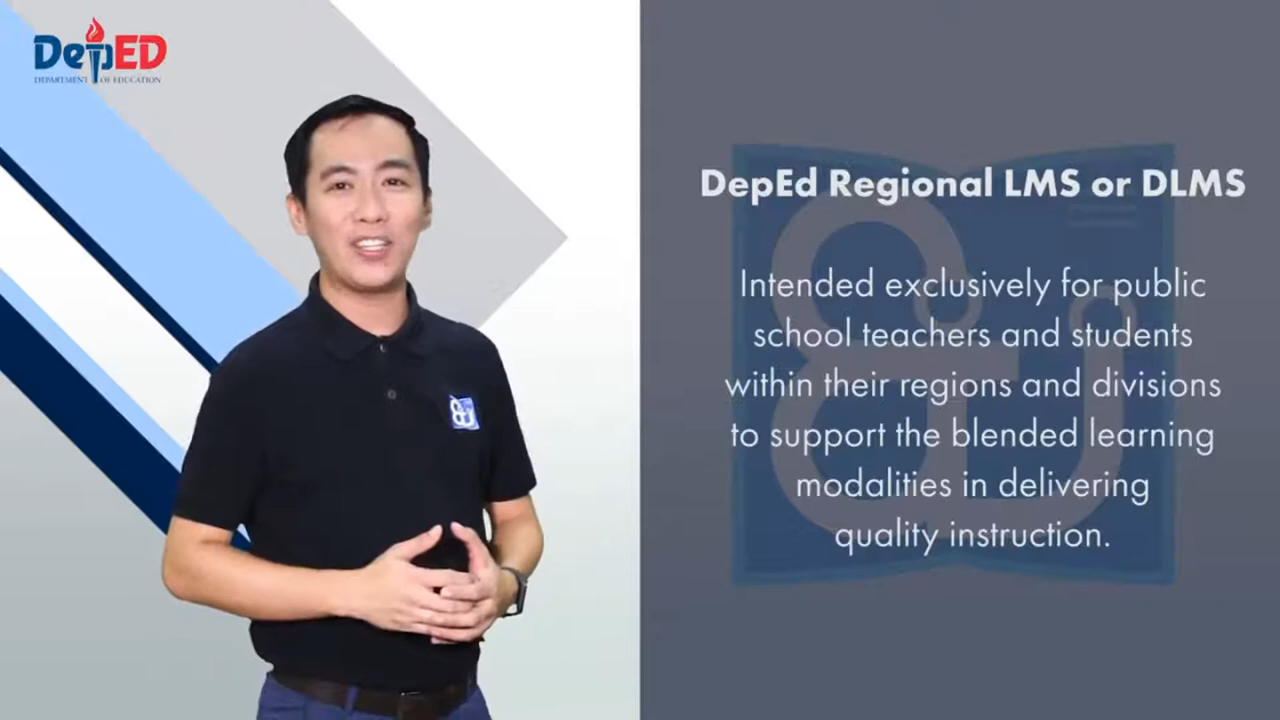 DepED
DEPARTMENT OF EDUCATION
DepEd Regional LMS or DLMS
Intended exclusively for public
school teachers and students
within their regions and divisions
to support the blended learning
modalities in delivering
quality instruction.